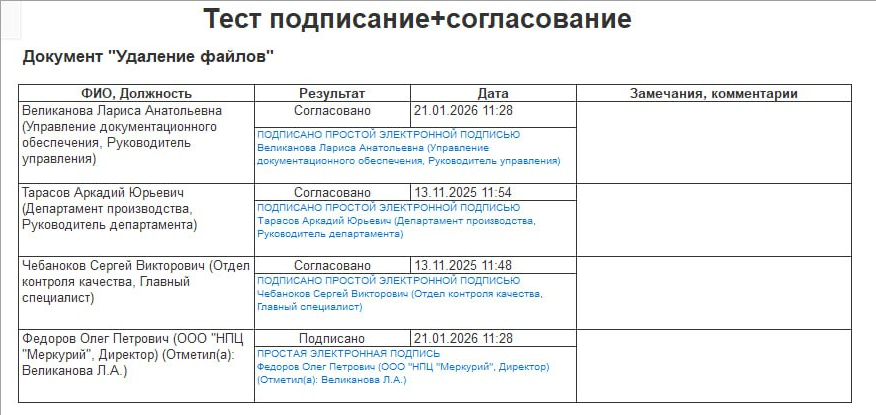 Тест подписание+согласование
Документ "Удаление файлов"
ФИО, Должность Результат Дата Замечания, комментарии
Великанова Лариса Анатольевна
(Управление документационного
обеспечения, Руководитель
управления)
Согласовано 21.01.2026 11:28
ПОДПИСАНО ПРОСТОЙ ЭЛЕКТРОННОЙ ПОДПИСЬЮ
Великанова Лариса Анатольевна (Управление
документационного обеспечения, Руководитель управления)
Тарасов Аркадий Юрьевич
(Департамент производства,
Руководитель департамента)
Согласовано 13.11.2025 11:54
ПОДПИСАНО ПРОСТОЙ ЭЛЕКТРОННОЙ ПОДПИСЬЮ
Тарасов Аркадий Юрьевич (Департамент производства,
Руководитель департамента)
Чебаноков Сергей Викторович (Отдел
контроля качества, Главный
специалист)
Согласовано 13.11.2025 11:48
ПОДПИСАНО ПРОСТОЙ ЭЛЕКТРОННОЙ ПОДПИСЬЮ
Чебаноков Сергей Викторович (Отдел контроля качества,
Главный специалист)
Федоров Олег Петрович (ООО "НПЦ
"Меркурий", Директор) (Отметил(а):
Великанова Л.А.)
Подписано 21.01.2026 11:28
ПРОСТАЯ ЭЛЕКТРОННАЯ ПОДПИСЬ
Федоров Олег Петрович (ООО "НПЦ "Меркурий", Директор)
(Отметил(а): Великанова Л.А.)